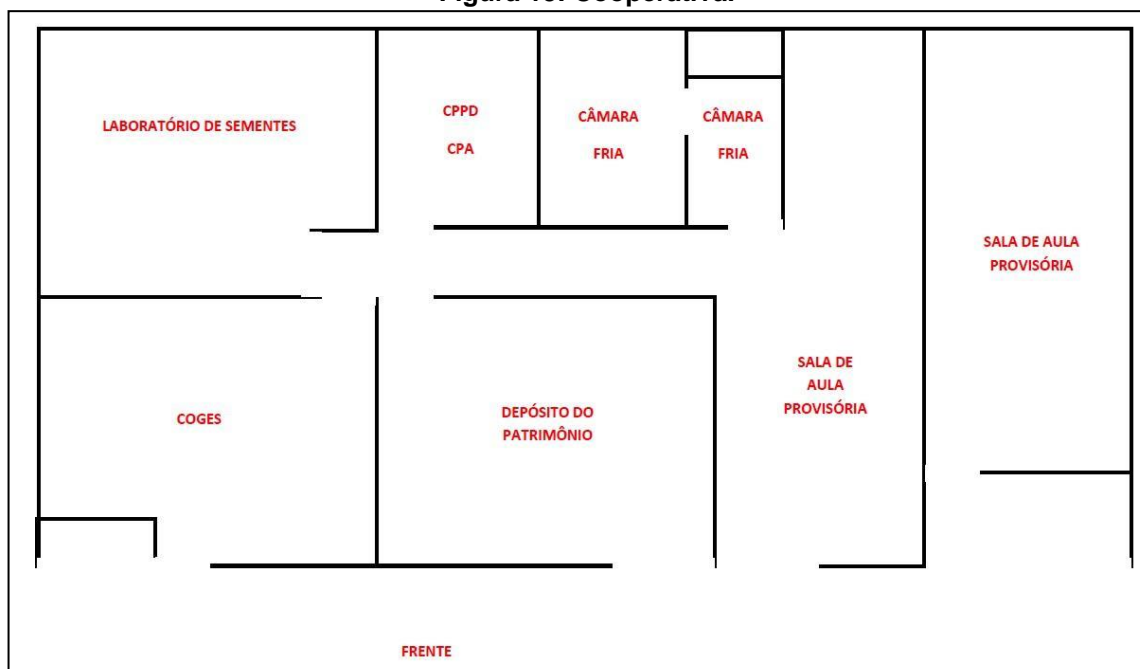 Figura Cooperativa.
LABORATÓRIO DE SEMENTES
CPPD
CPA
CÂMARA
FRIA
CÂMARA
FRIA
SALA DE AULA
PROVISÓRIA
SALA DE
AULA
PROVISÓRIA
COGES
DEPÓSITO DO
PATRIMÔNIO
FRENTE